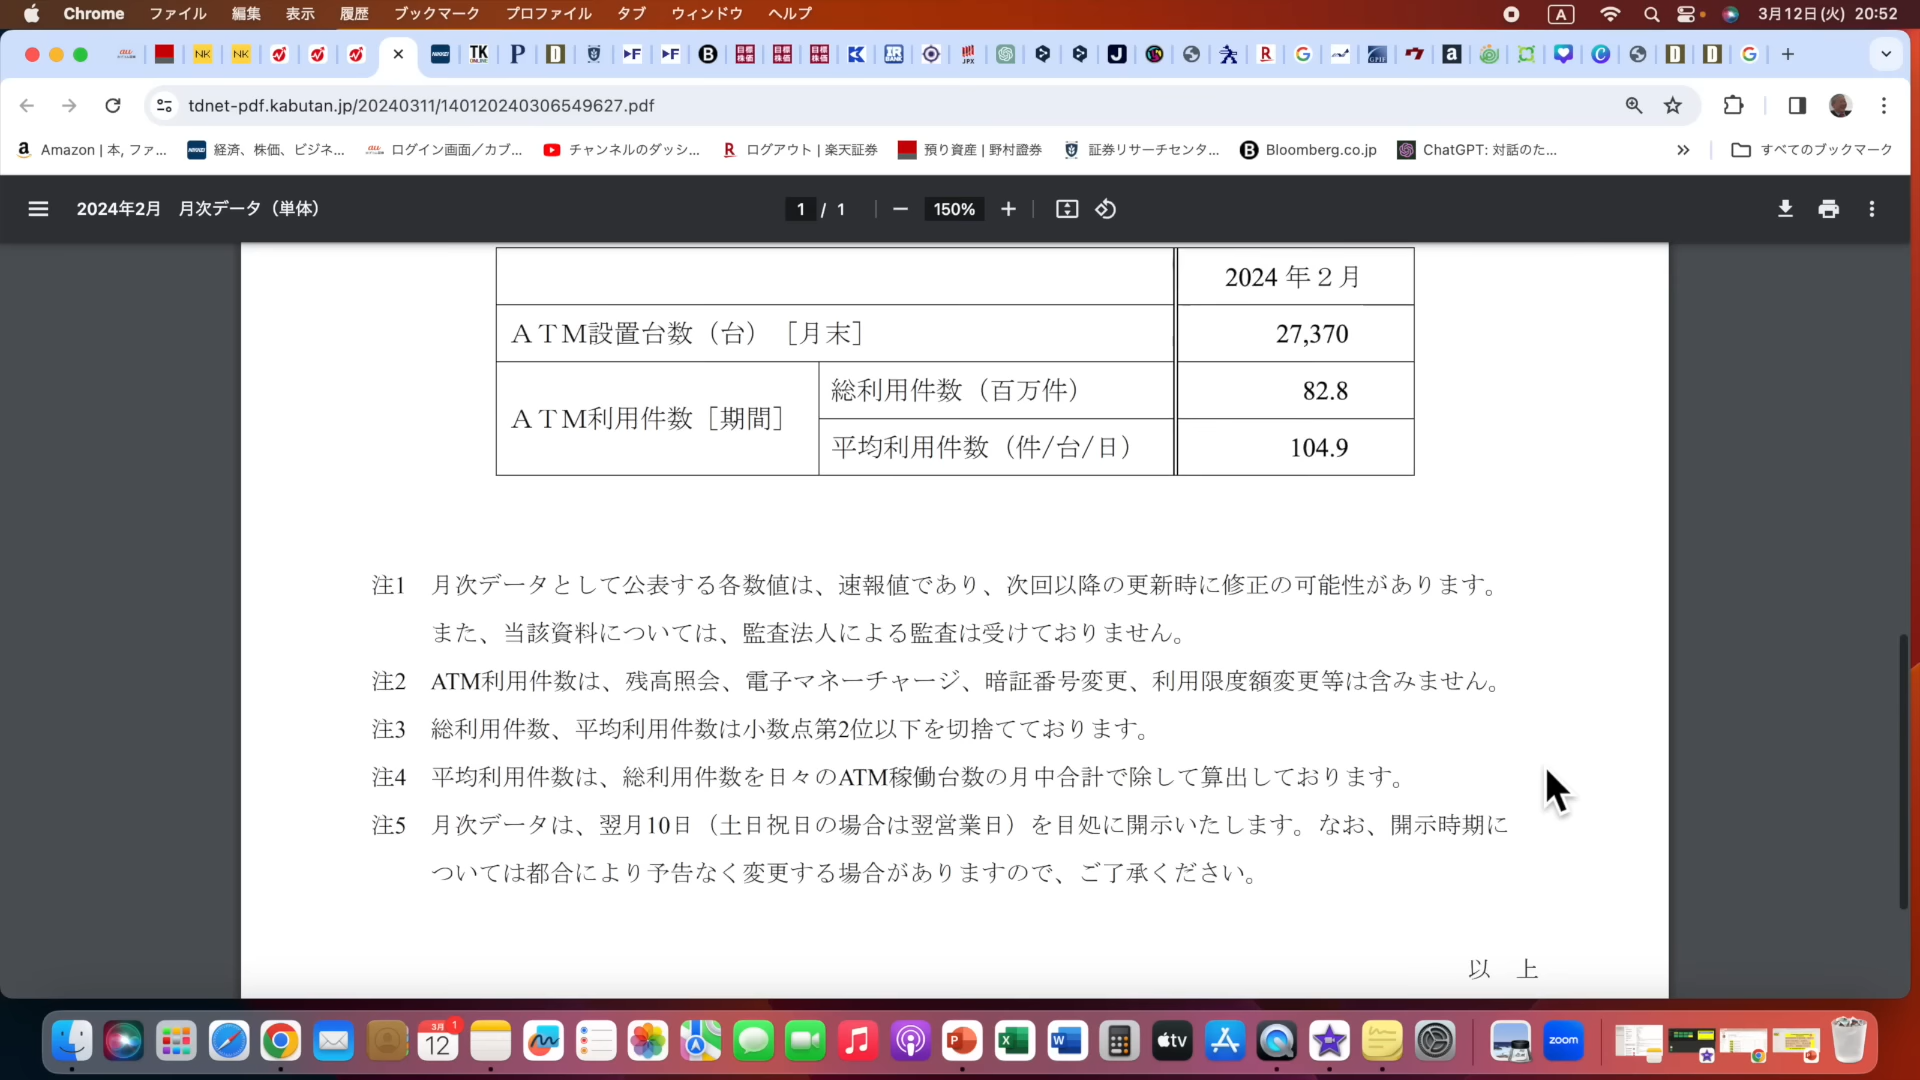 Chrome ファイル 編集 表示 履歴 ブックマーク プロファイル タブ ウィンドウ ヘルプ A 3月12日(火) 20:52
tdnet-pdf.kabutan.jp/20240311/140120240306549627.pdf
Amazon | 本, ファ... 経済、株価、ビジネ... ログイン画面／カブ... チャンネルのダッシ... ログアウト | 楽天証券 預り資産 | 野村證券 証券リサーチセンタ... Bloomberg.co.jp ChatGPT: 対話のた... » すべてのブックマーク
2024年2月 月次データ（単体） 1 / 1 150%
2024 年２月
ＡＴＭ設置台数（台）［月末］ 27,370
ＡＴＭ利用件数［期間］ 総利用件数（百万件） 82.8
平均利用件数（件/台/日） 104.9
注1 月次データとして公表する各数値は、速報値であり、次回以降の更新時に修正の可能性があります。
また、当該資料については、監査法人による監査は受けておりません。
注2 ATM利用件数は、残高照会、電子マネーチャージ、暗証番号変更、利用限度額変更等は含みません。
注3 総利用件数、平均利用件数は小数点第2位以下を切捨てております。
注4 平均利用件数は、総利用件数を日々のATM稼働台数の月中合計で除して算出しております。
注5 月次データは、翌月10日（土日祝日の場合は翌営業日）を目処に開示いたします。なお、開示時期に
ついては都合により予告なく変更する場合がありますので、ご了承ください。
以 上
3月 12 1 tv zoom